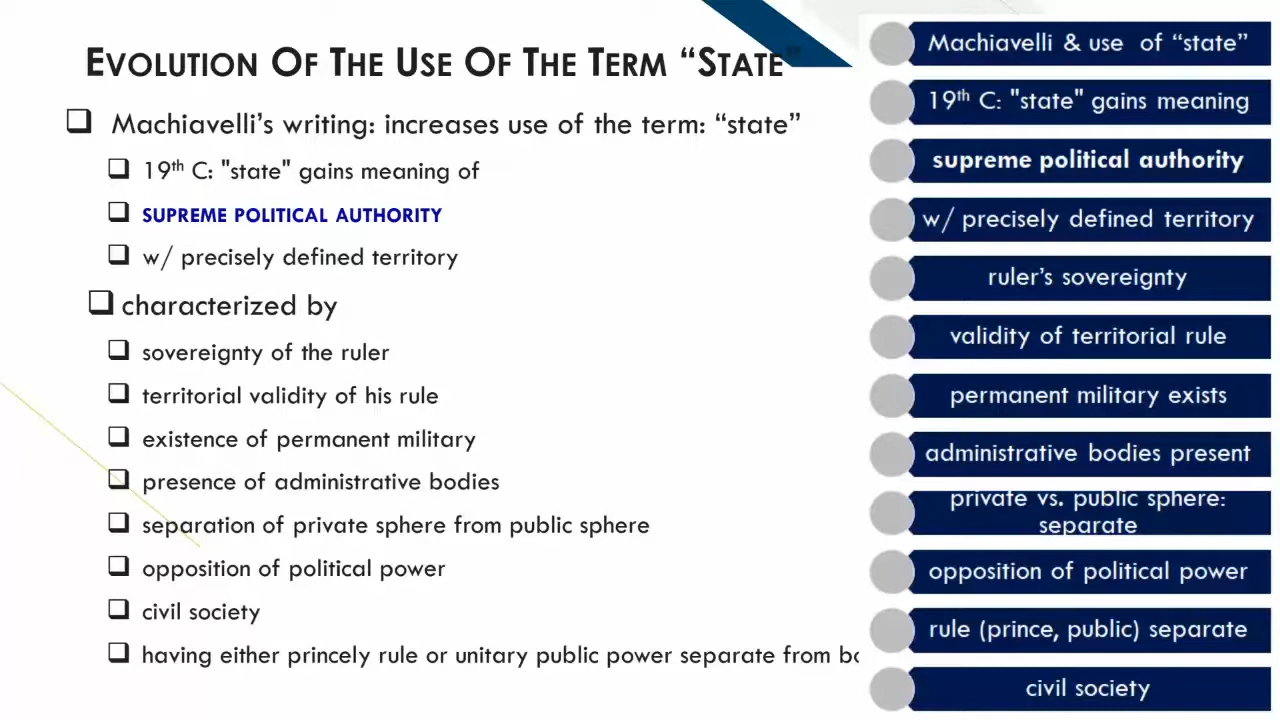 EVOLUTION OF THE USE OF THE TERM “STATE”
Machiavelli’s writing: increases use of the term: “state”
19th C: "state" gains meaning of
SUPREME POLITICAL AUTHORITY
w/ precisely defined territory
characterized by
sovereignty of the ruler
territorial validity of his rule
existence of permanent military
presence of administrative bodies
separation of private sphere from public sphere
opposition of political power
civil society
having either princely rule or unitary public power separate from
Machiavelli & use of “state”
19th C: "state" gains meaning
supreme political authority
w/ precisely defined territory
ruler’s sovereignty
validity of territorial rule
permanent military exists
administrative bodies present
private vs. public sphere:
separate
opposition of political power
rule (prince, public) separate
civil society